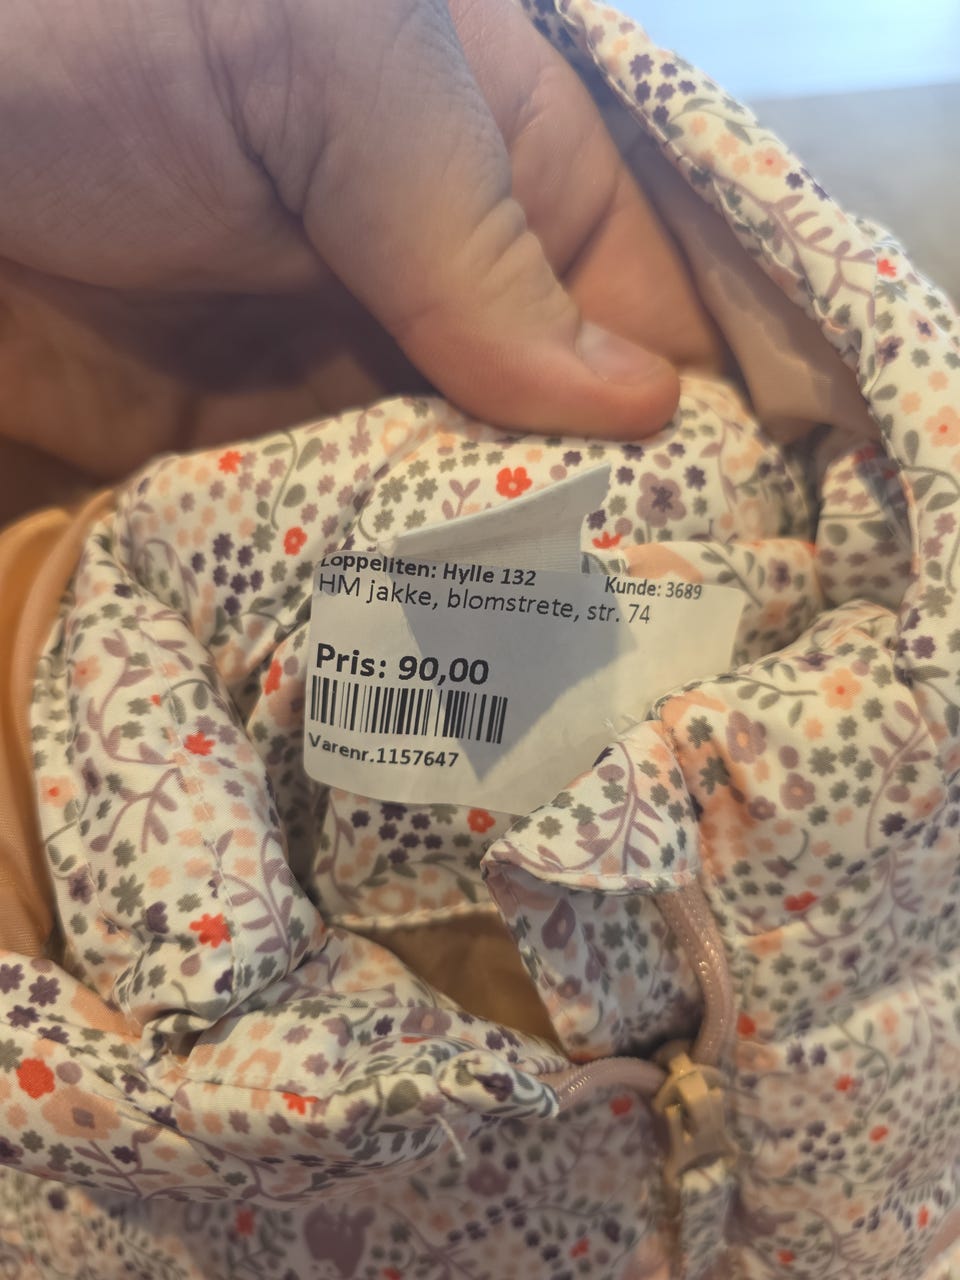 Loppeliten: Hylle 132 Kunde: 3689
HM jakke, blomstrete, str. 74
Pris: 90,00
Varenr.1157647